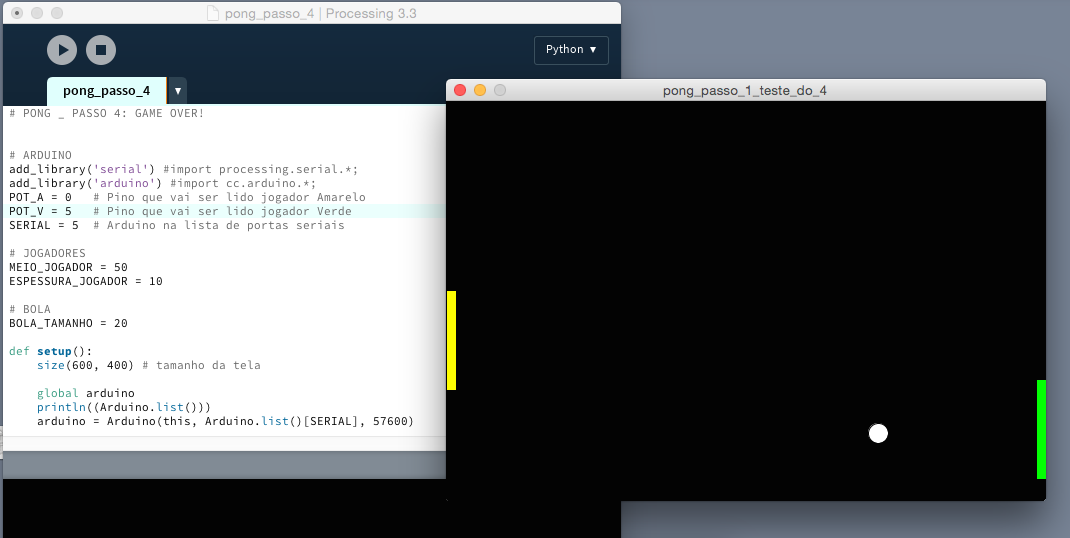 pong_passo_4 | Processing 3.3
Python ▼
pong_passo_4 ▼
# PONG _ PASSO 4: GAME OVER!
# ARDUINO
add_library('serial') #import processing.serial.*;
add_library('arduino') #import cc.arduino.*;
POT_A = 0   # Pino que vai ser lido jogador Amarelo
POT_V = 5   # Pino que vai ser lido jogador Verde
SERIAL = 5  # Arduino na lista de portas seriais
# JOGADORES
MEIO_JOGADOR = 50
ESPESSURA_JOGADOR = 10
# BOLA
BOLA_TAMANHO = 20
def setup():
    size(600, 400) # tamanho da tela
    global arduino
    println((Arduino.list()))
    arduino = Arduino(this, Arduino.list()[SERIAL], 57600)
pong_passo_1_teste_do_4